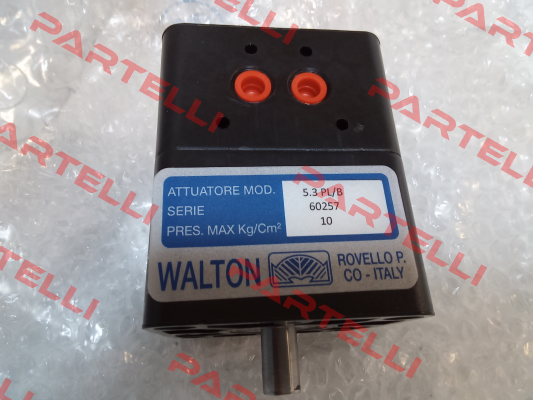 PARTELLI
PARTELLI
PARTELLI
ATTUATORE MOD. 5.3 PL/B
SERIE 60257
PRES. MAX Kg/Cm² 10
WALTON ROVELLO P.
CO - ITALY
PARTELLI
PARTELLI
PARTELLI